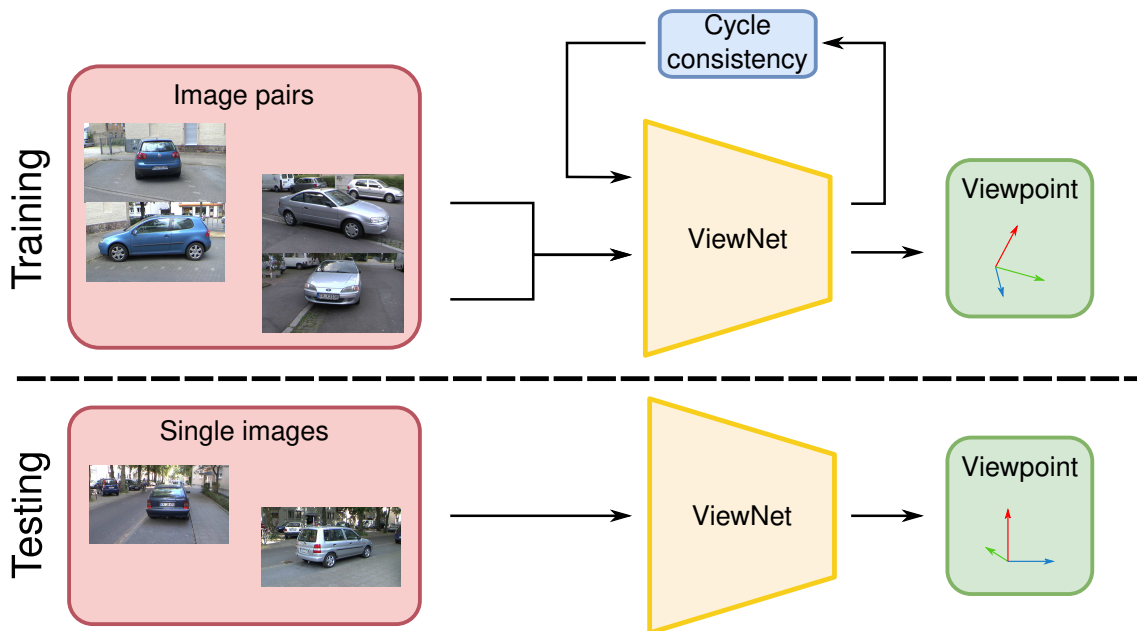 Training
Image pairs
Cycle
consistency
ViewNet
Viewpoint
Testing
Single images
ViewNet
Viewpoint